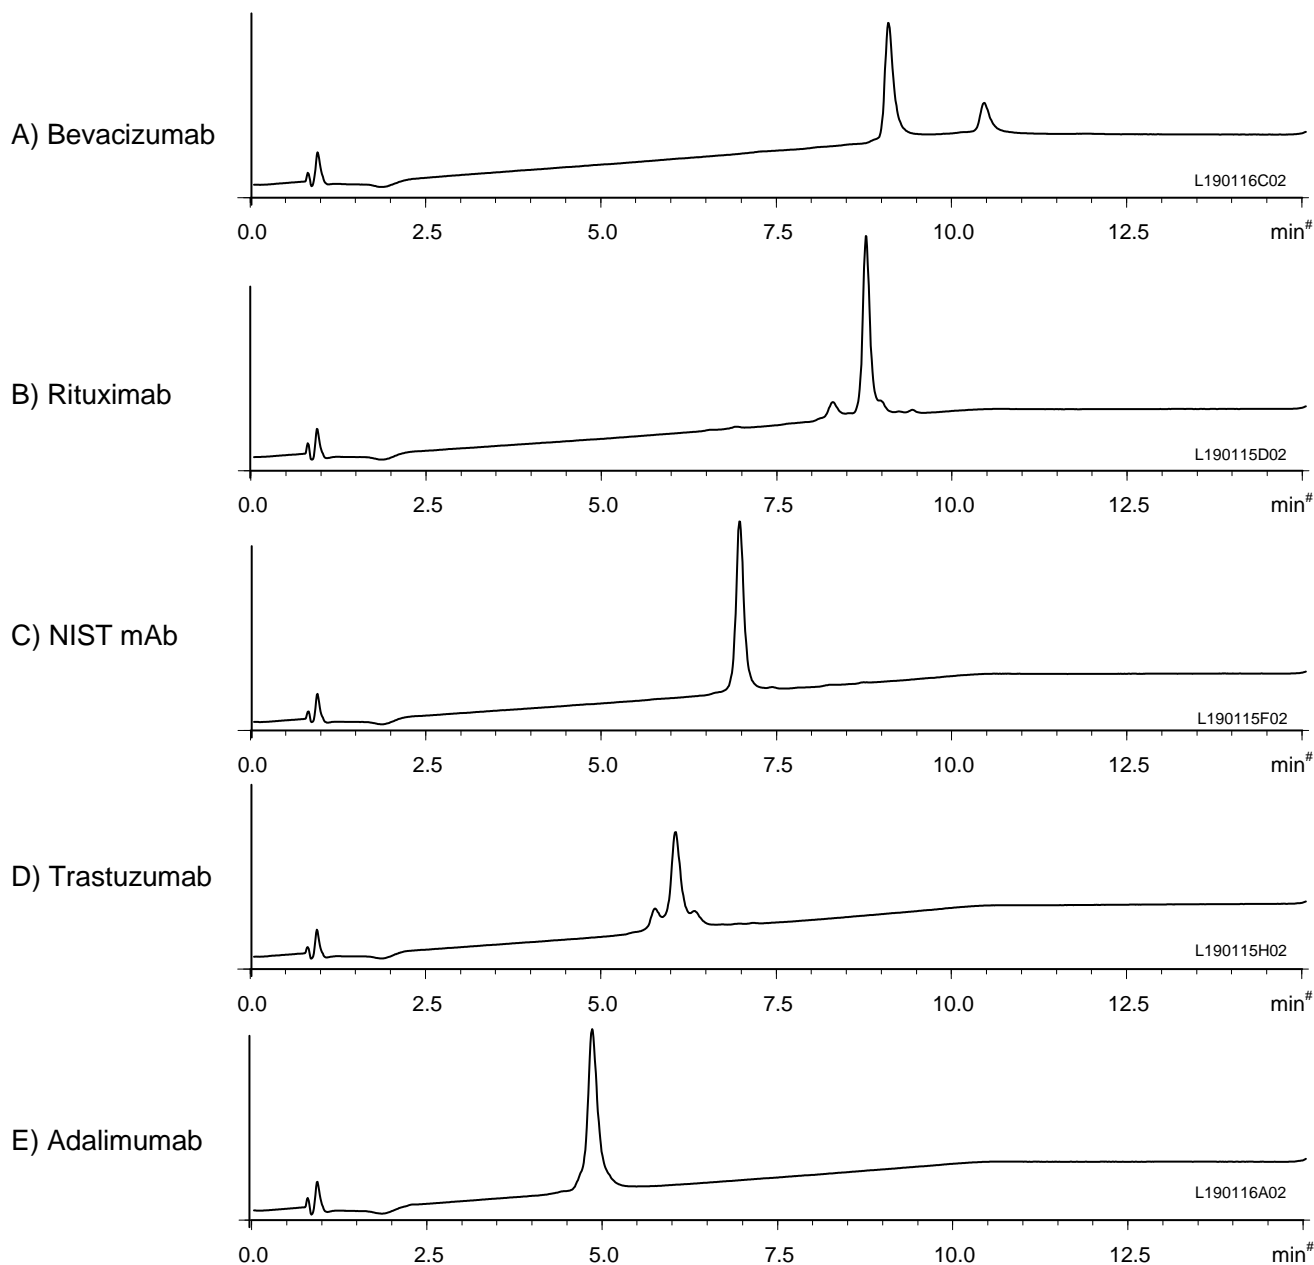 A) Bevacizumab
L190116C02
0.0 2.5 5.0 7.5 10.0 12.5 min#
B) Rituximab
L190115D02
0.0 2.5 5.0 7.5 10.0 12.5 min#
C) NIST mAb
L190115F02
0.0 2.5 5.0 7.5 10.0 12.5 min#
D) Trastuzumab
L190115H02
0.0 2.5 5.0 7.5 10.0 12.5 min#
E) Adalimumab
L190116A02
0.0 2.5 5.0 7.5 10.0 12.5 min#